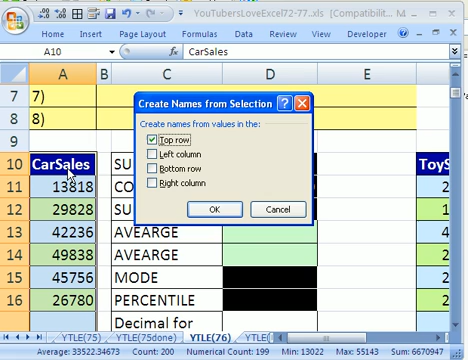 YouTubersLoveExcel72-77...xls [Compatibilit...
Home Insert Page Layout Formulas Data Review View Developer
A10 CarSales
A B C D E
7 7)
8 8)
9
10 CarSales SU ToyS
11 13818 CO 2
12 29828 SU 1
13 42236 AVEARGE 4
14 49838 AVEARGE 2
15 45756 MODE 1
16 26780 PERCENTILE 2
Decimal for
Create Names from Selection
Create names from values in the:
Top row
Left column
Bottom row
Right column
OK Cancel
YTLE(75) YTLE(75done) YTLE(76) YTLE(
Average: 33522.34673 Count: 200 Numerical Count: 199 Min: 13022 Max: 55143 Sum: 6670947